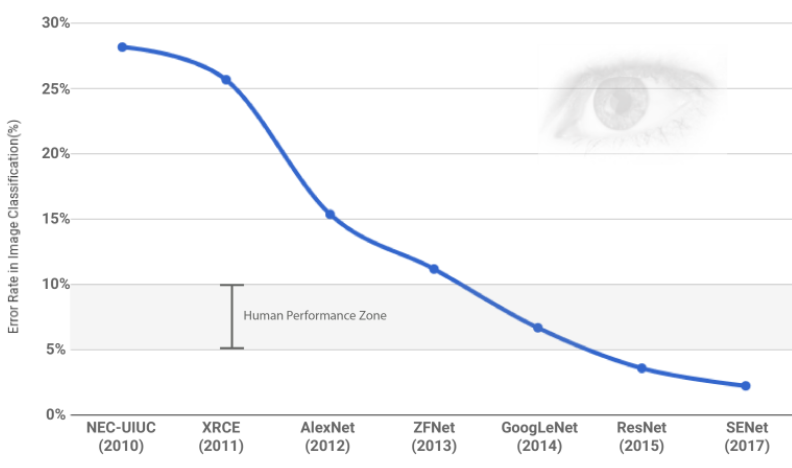 30%
25%
20%
15%
10%
5%
0%
Error Rate in Image Classification(%)
Human Performance Zone
NEC-UIUC
(2010)
XRCE
(2011)
AlexNet
(2012)
ZFNet
(2013)
GoogLeNet
(2014)
ResNet
(2015)
SENet
(2017)